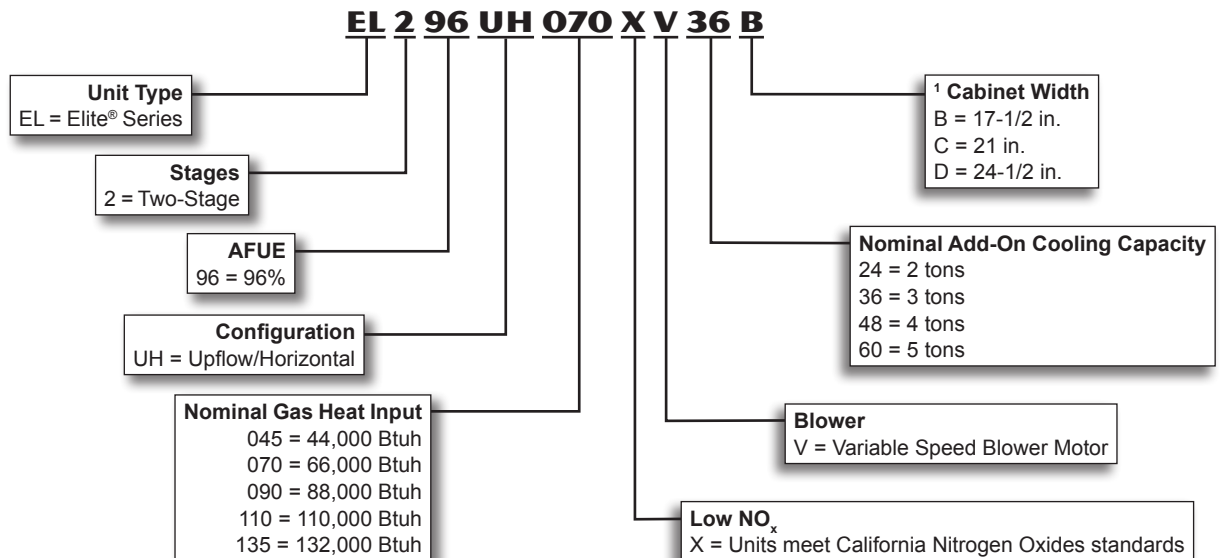 EL 2 96 UH 070 X V 36 B
Unit Type
EL = Elite® Series
Stages
2 = Two-Stage
AFUE
96 = 96%
Configuration
UH = Upflow/Horizontal
Nominal Gas Heat Input
045 = 44,000 Btuh
070 = 66,000 Btuh
090 = 88,000 Btuh
110 = 110,000 Btuh
135 = 132,000 Btuh
¹ Cabinet Width
B = 17-1/2 in.
C = 21 in.
D = 24-1/2 in.
Nominal Add-On Cooling Capacity
24 = 2 tons
36 = 3 tons
48 = 4 tons
60 = 5 tons
Blower
V = Variable Speed Blower Motor
Low NOₓ
X = Units meet California Nitrogen Oxides standards